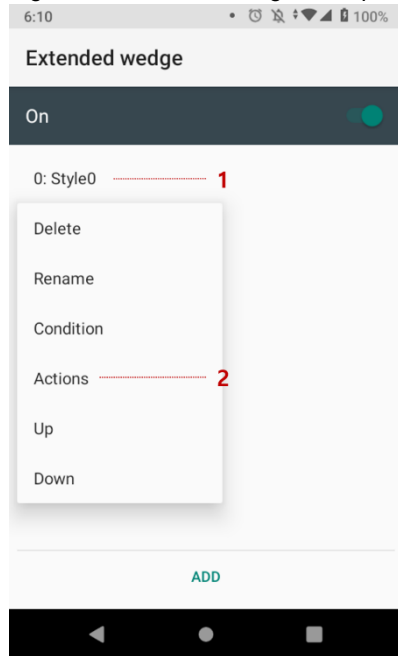 6:10 100%
Extended wedge
On
0: Style0 1
Delete
Rename
Condition
Actions 2
Up
Down
ADD